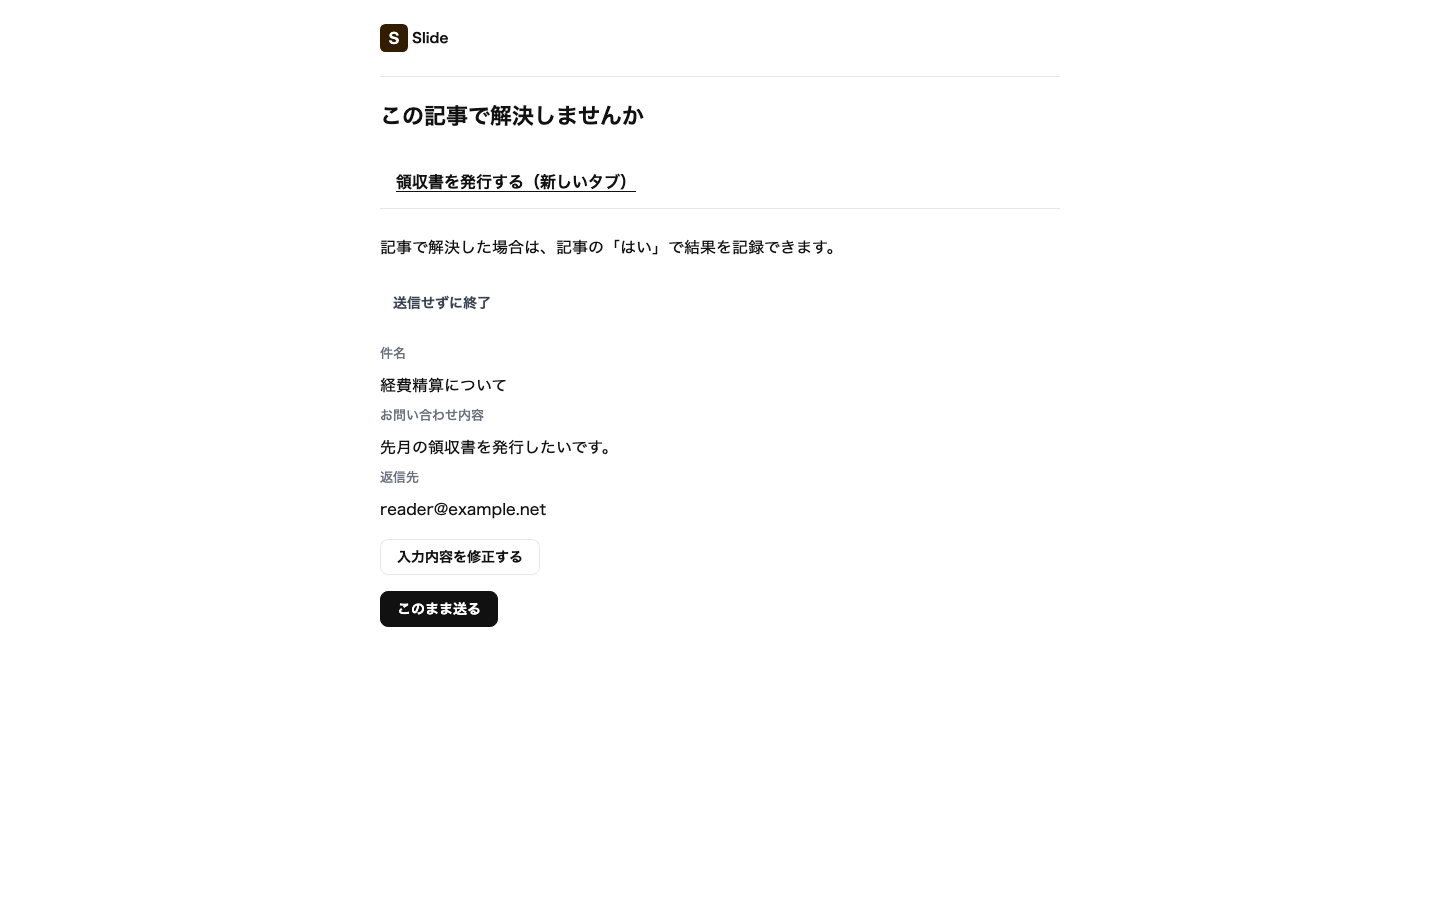 S Slide
この記事で解決しませんか
領収書を発行する（新しいタブ）
記事で解決した場合は、記事の「はい」で結果を記録できます。
送信せずに終了
件名
経費精算について
お問い合わせ内容
先月の領収書を発行したいです。
返信先
reader@example.net
入力内容を修正する
このまま送る